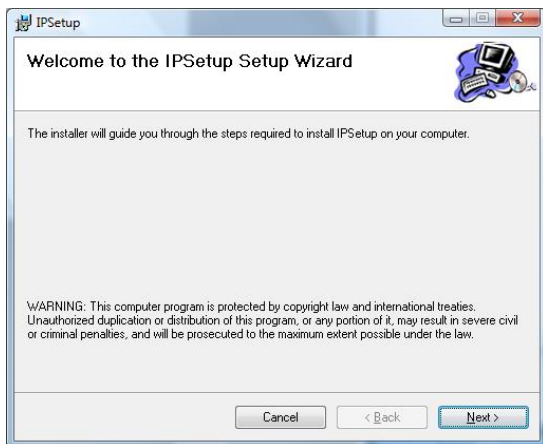 IPSetup
Welcome to the IPSetup Setup Wizard
The installer will guide you through the steps required to install IPSetup on your computer.
WARNING: This computer program is protected by copyright law and international treaties.
Unauthorized duplication or distribution of this program, or any portion of it, may result in severe civil
or criminal penalties, and will be prosecuted to the maximum extent possible under the law.
Cancel < Back Next >